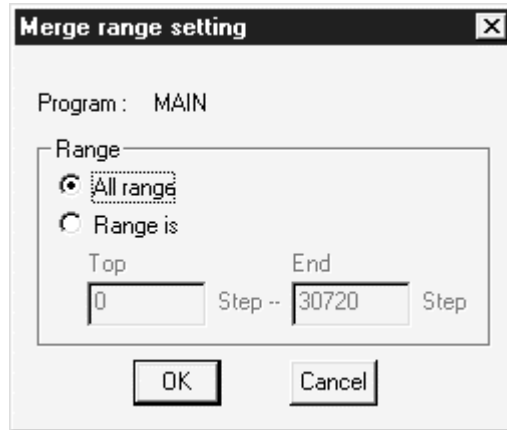 Merge range setting
Program : MAIN
Range
All range
Range is
Top End
0 Step -- 30720 Step
OK Cancel